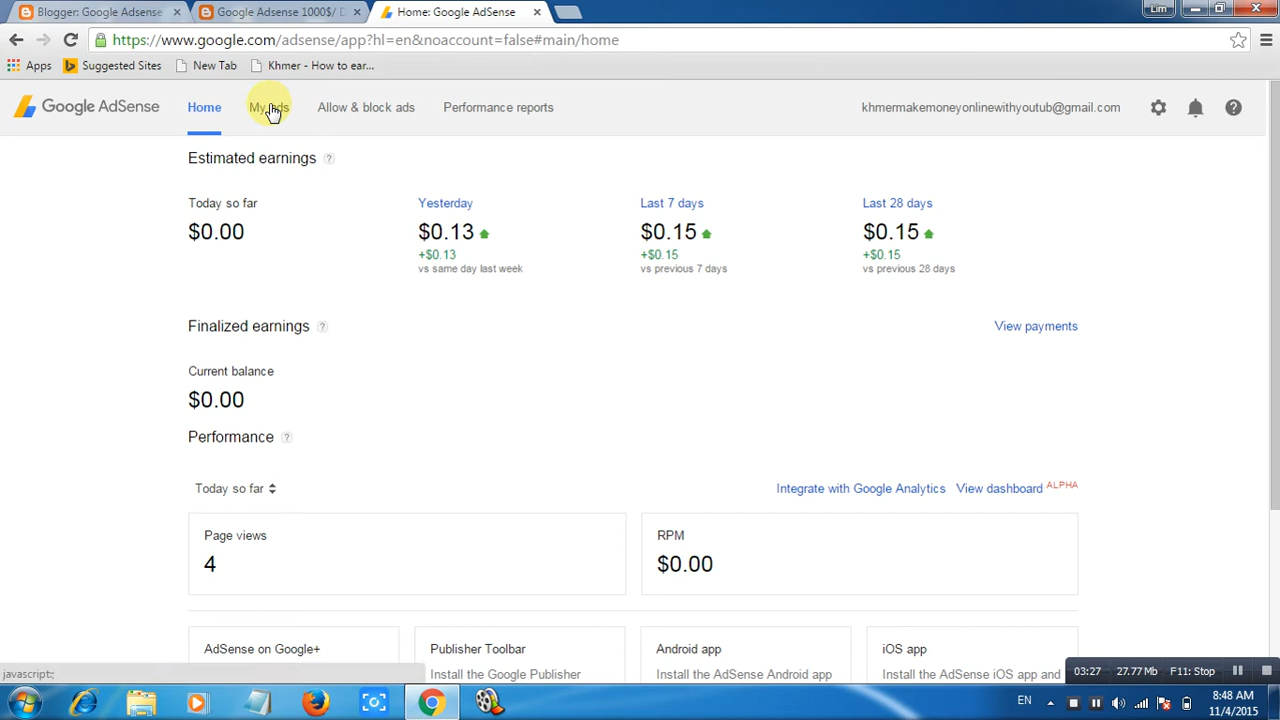 Blogger: Google Adsense
Google Adsense 1000$/ D
Home: Google AdSense
Lim
https://www.google.com/adsense/app?hl=en&noaccount=false#main/home
Apps
Suggested Sites
New Tab
Khmer - How to ear...
Google AdSense
Home
My ads
Allow & block ads
Performance reports
khmermakemoneyonlinewithyoutub@gmail.com
Estimated earnings ?
Today so far
Yesterday
Last 7 days
Last 28 days
$0.00
$0.13
$0.15
$0.15
+$0.13
+$0.15
+$0.15
vs same day last week
vs previous 7 days
vs previous 28 days
Finalized earnings ?
View payments
Current balance
$0.00
Performance ?
Today so far
Integrate with Google Analytics
View dashboard ALPHA
Page views
RPM
4
$0.00
AdSense on Google+
Publisher Toolbar
Android app
iOS app
Install the Google Publisher
Install the AdSense Android app
Install the AdSense iOS app and
javascript:;
03:27
27.77 Mb
F11: Stop
EN
8:48 AM
11/4/2015